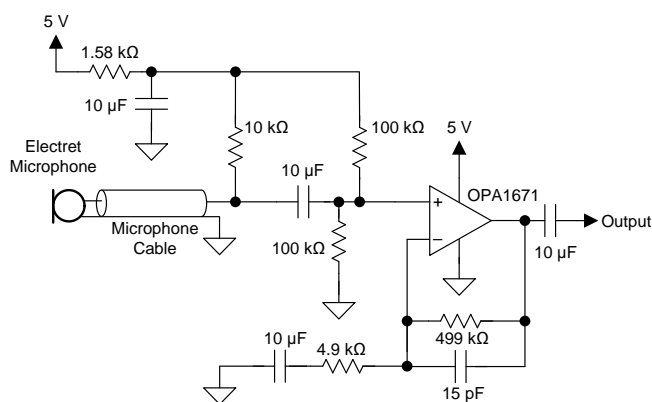 5 V
1.58 kΩ
10 µF
10 kΩ
100 kΩ
5 V
Electret
Microphone
10 µF
OPA1671
+
−
Microphone
Cable
100 kΩ
10 µF
Output
10 µF
4.9 kΩ
499 kΩ
15 pF